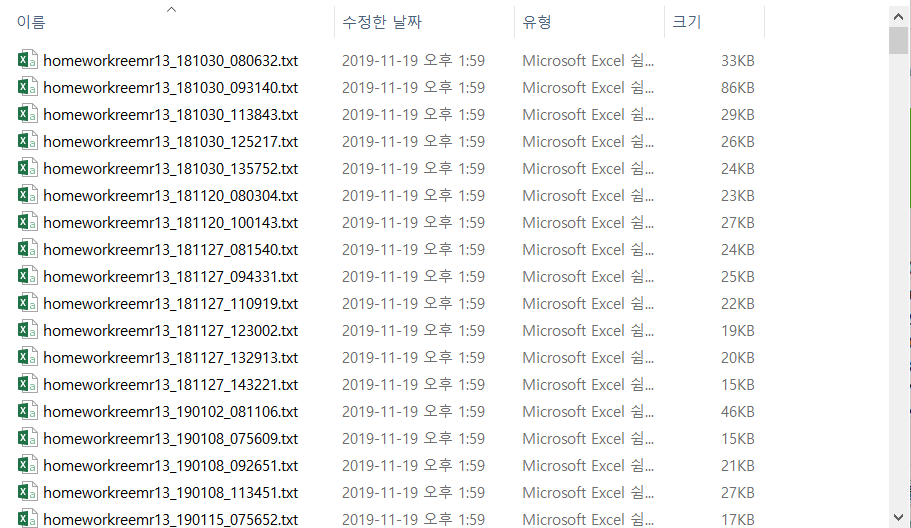 이름 수정한 날짜 유형 크기
homeworkreemr13_181030_080632.txt 2019-11-19 오후 1:59 Microsoft Excel 쉼... 33KB
homeworkreemr13_181030_093140.txt 2019-11-19 오후 1:59 Microsoft Excel 쉼... 86KB
homeworkreemr13_181030_113843.txt 2019-11-19 오후 1:59 Microsoft Excel 쉼... 29KB
homeworkreemr13_181030_125217.txt 2019-11-19 오후 1:59 Microsoft Excel 쉼... 26KB
homeworkreemr13_181030_135752.txt 2019-11-19 오후 1:59 Microsoft Excel 쉼... 24KB
homeworkreemr13_181120_080304.txt 2019-11-19 오후 1:59 Microsoft Excel 쉼... 23KB
homeworkreemr13_181120_100143.txt 2019-11-19 오후 1:59 Microsoft Excel 쉼... 27KB
homeworkreemr13_181127_081540.txt 2019-11-19 오후 1:59 Microsoft Excel 쉼... 24KB
homeworkreemr13_181127_094331.txt 2019-11-19 오후 1:59 Microsoft Excel 쉼... 25KB
homeworkreemr13_181127_110919.txt 2019-11-19 오후 1:59 Microsoft Excel 쉼... 22KB
homeworkreemr13_181127_123002.txt 2019-11-19 오후 1:59 Microsoft Excel 쉼... 19KB
homeworkreemr13_181127_132913.txt 2019-11-19 오후 1:59 Microsoft Excel 쉼... 20KB
homeworkreemr13_181127_143221.txt 2019-11-19 오후 1:59 Microsoft Excel 쉼... 15KB
homeworkreemr13_190102_081106.txt 2019-11-19 오후 1:59 Microsoft Excel 쉼... 46KB
homeworkreemr13_190108_075609.txt 2019-11-19 오후 1:59 Microsoft Excel 쉼... 15KB
homeworkreemr13_190108_092651.txt 2019-11-19 오후 1:59 Microsoft Excel 쉼... 21KB
homeworkreemr13_190108_113451.txt 2019-11-19 오후 1:59 Microsoft Excel 쉼... 27KB
homeworkreemr13_190115_075652.txt 2019-11-19 오후 1:59 Microsoft Excel 쉼... 17KB